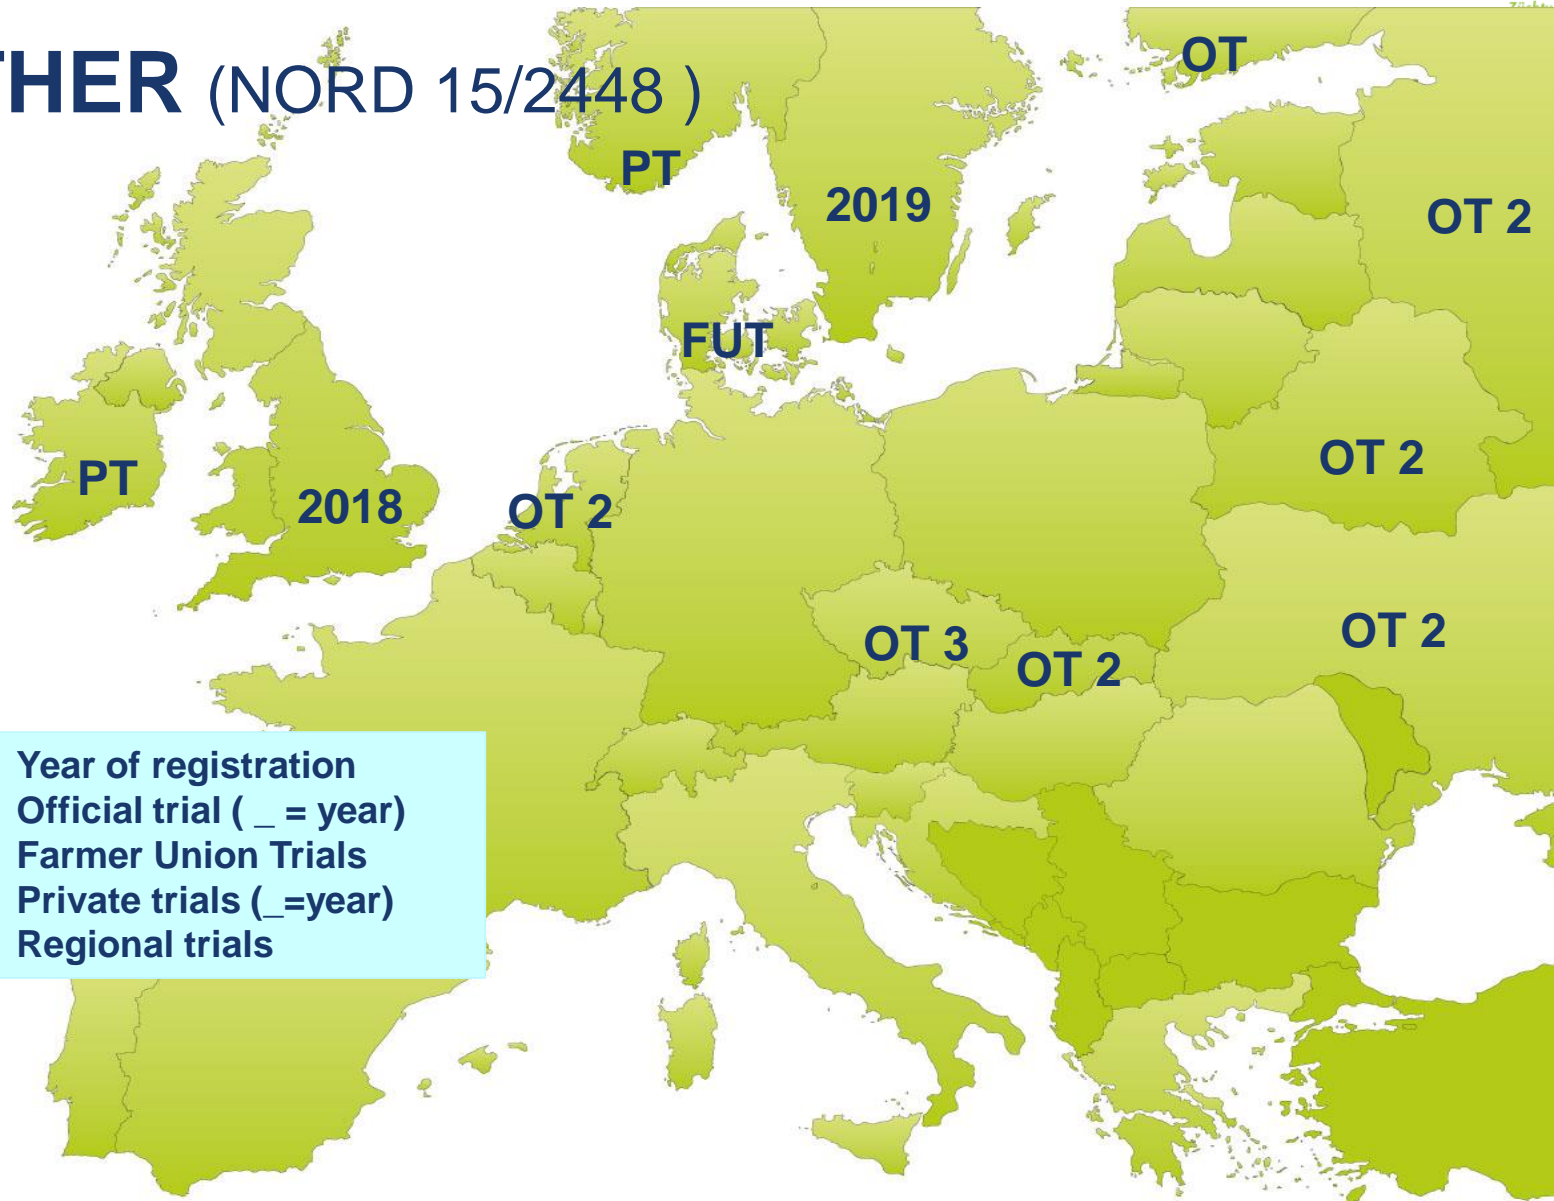 THER (NORD 15/2448 )
OT
PT
2019
OT 2
FUT
OT 2
PT
2018
OT 2
OT 2
OT 3
OT 2
Year of registration
Official trial ( _ = year)
Farmer Union Trials
Private trials (_=year)
Regional trials